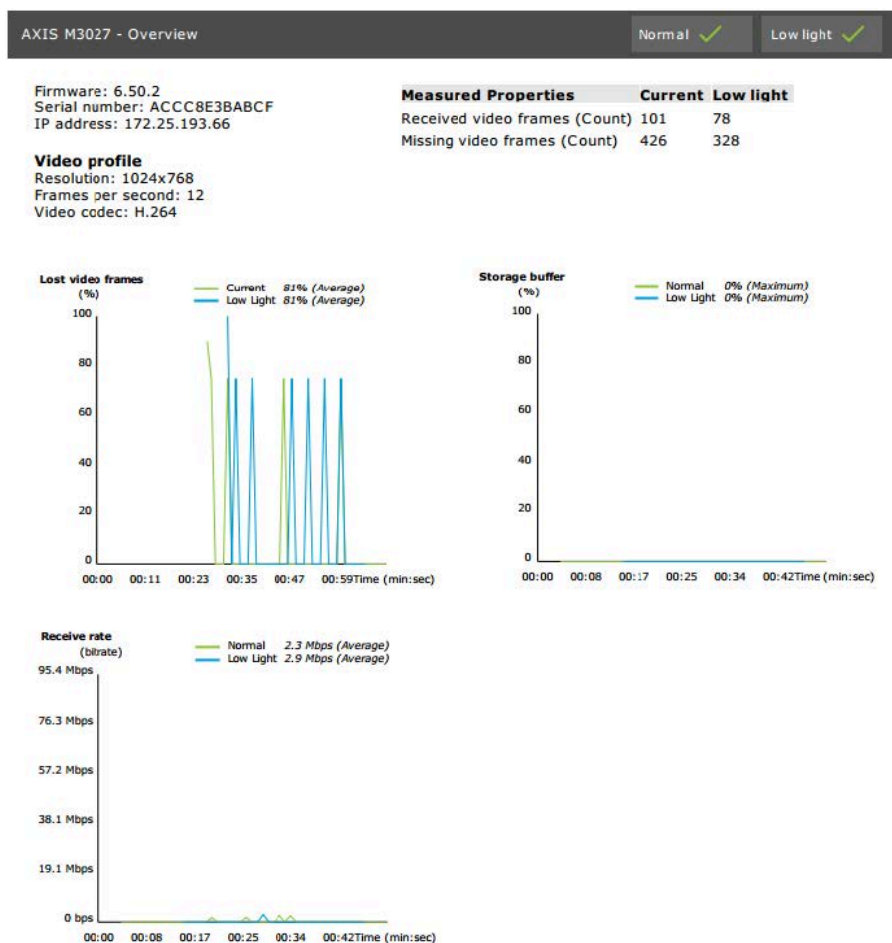 AXIS M3027 - Overview
Normal
Low light
Firmware: 6.50.2
Serial number: ACCC8E3BABCF
IP address: 172.25.193.66
Video profile
Resolution: 1024x768
Frames per second: 12
Video codec: H.264
Measured Properties Current Low light
Received video frames (Count) 101 78
Missing video frames (Count) 426 328
Lost video frames
(%)
Current 81% (Average)
Low Light 81% (Average)
100
80
60
40
20
0
00:00 00:11 00:23 00:35 00:47 00:59Time (min:sec)
Storage buffer
(%)
Normal 0% (Maximum)
Low Light 0% (Maximum)
100
80
60
40
20
0
00:00 00:08 00:17 00:25 00:34 00:42Time (min:sec)
Receive rate
(bitrate)
Normal 2.3 Mbps (Average)
Low Light 2.9 Mbps (Average)
95.4 Mbps
76.3 Mbps
57.2 Mbps
38.1 Mbps
19.1 Mbps
0 bps
00:00 00:08 00:17 00:25 00:34 00:42Time (min:sec)